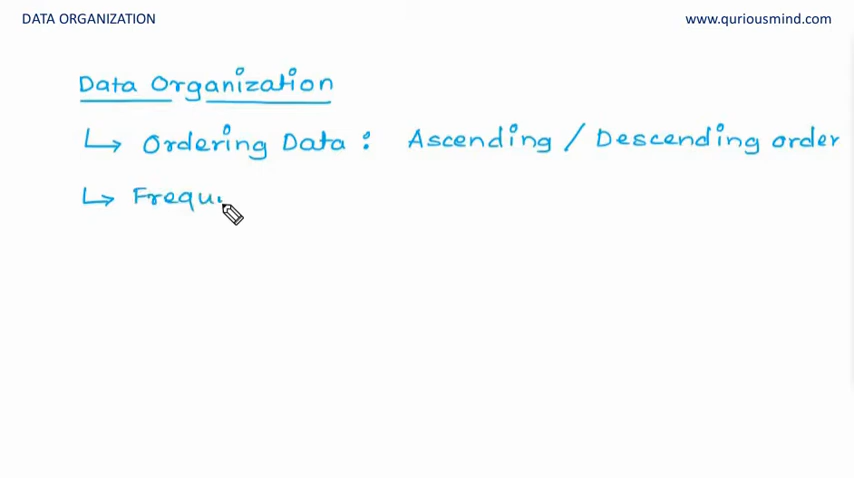 DATA ORGANIZATION
www.quriousmind.com
Data Organization
↳ Ordering Data : Ascending / Descending order
↳ Frequ